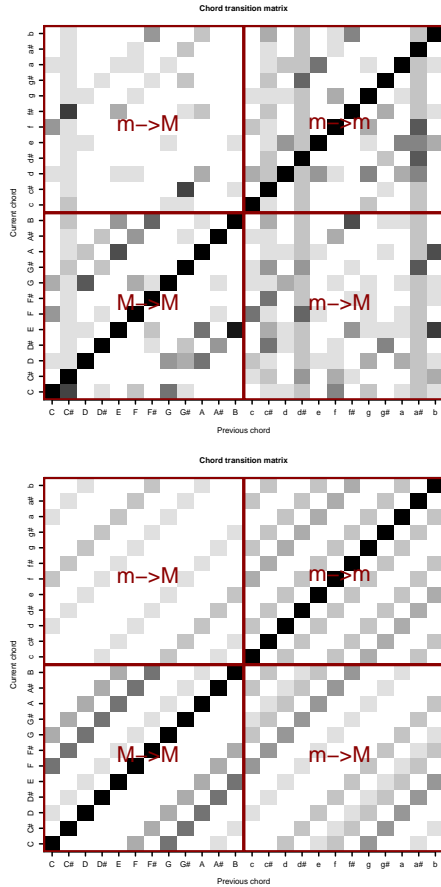 Chord transition matrix
b
a#
a
g#
g
f#
f
e
d#
d
c#
c
B
A#
A
G#
G
F#
F
E
D#
D
C#
C
Current chord
m->M
m->m
M->M
m->M
C C# D D# E F F# G G# A A# B c c# d d# e f f# g g# a a# b
Previous chord
Chord transition matrix
b
a#
a
g#
g
f#
f
e
d#
d
c#
c
B
A#
A
G#
G
F#
F
E
D#
D
C#
C
Current chord
m->M
m->m
M->M
m->M
C C# D D# E F F# G G# A A# B c c# d d# e f f# g g# a a# b
Previous chord